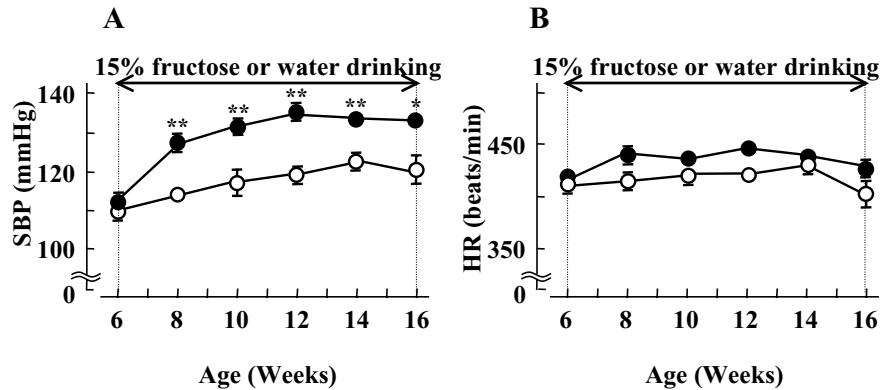 A
15% fructose or water drinking
140
120
100
0
SBP (mmHg)
**
**
**
**
*
6 8 10 12 14 16
Age (Weeks)
B
15% fructose or water drinking
450
350
0
HR (beats/min)
6 8 10 12 14 16
Age (Weeks)